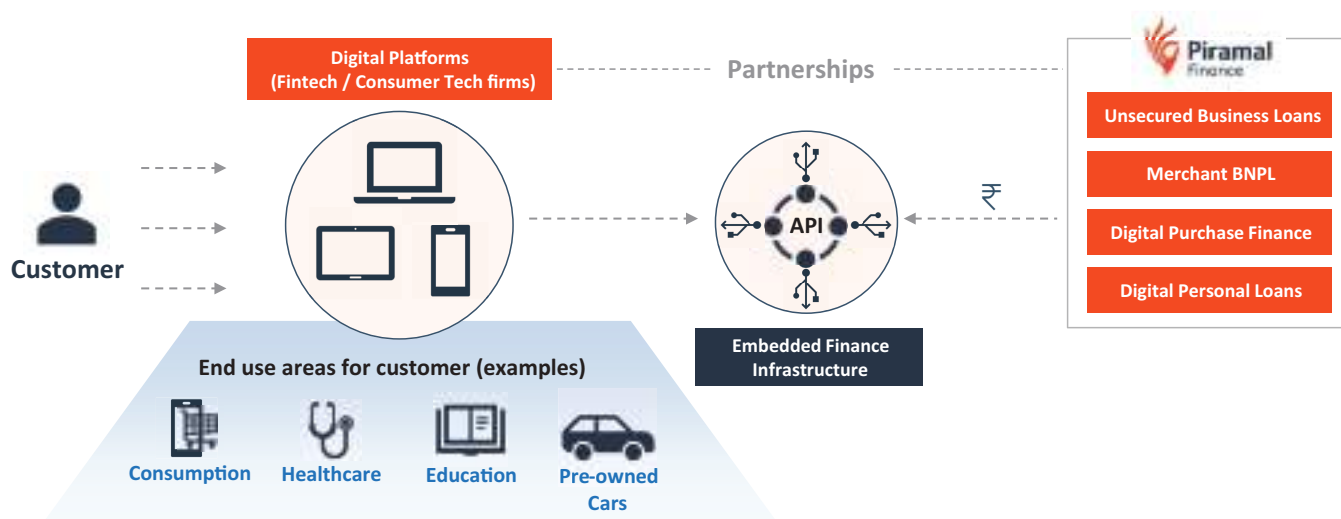 Digital Platforms
(Fintech / Consumer Tech firms)
Partnerships
Piramal
Finance
Unsecured Business Loans
Merchant BNPL
Digital Purchase Finance
Digital Personal Loans
₹
API
Customer
Embedded Finance
Infrastructure
End use areas for customer (examples)
Consumption
Healthcare
Education
Pre-owned
Cars